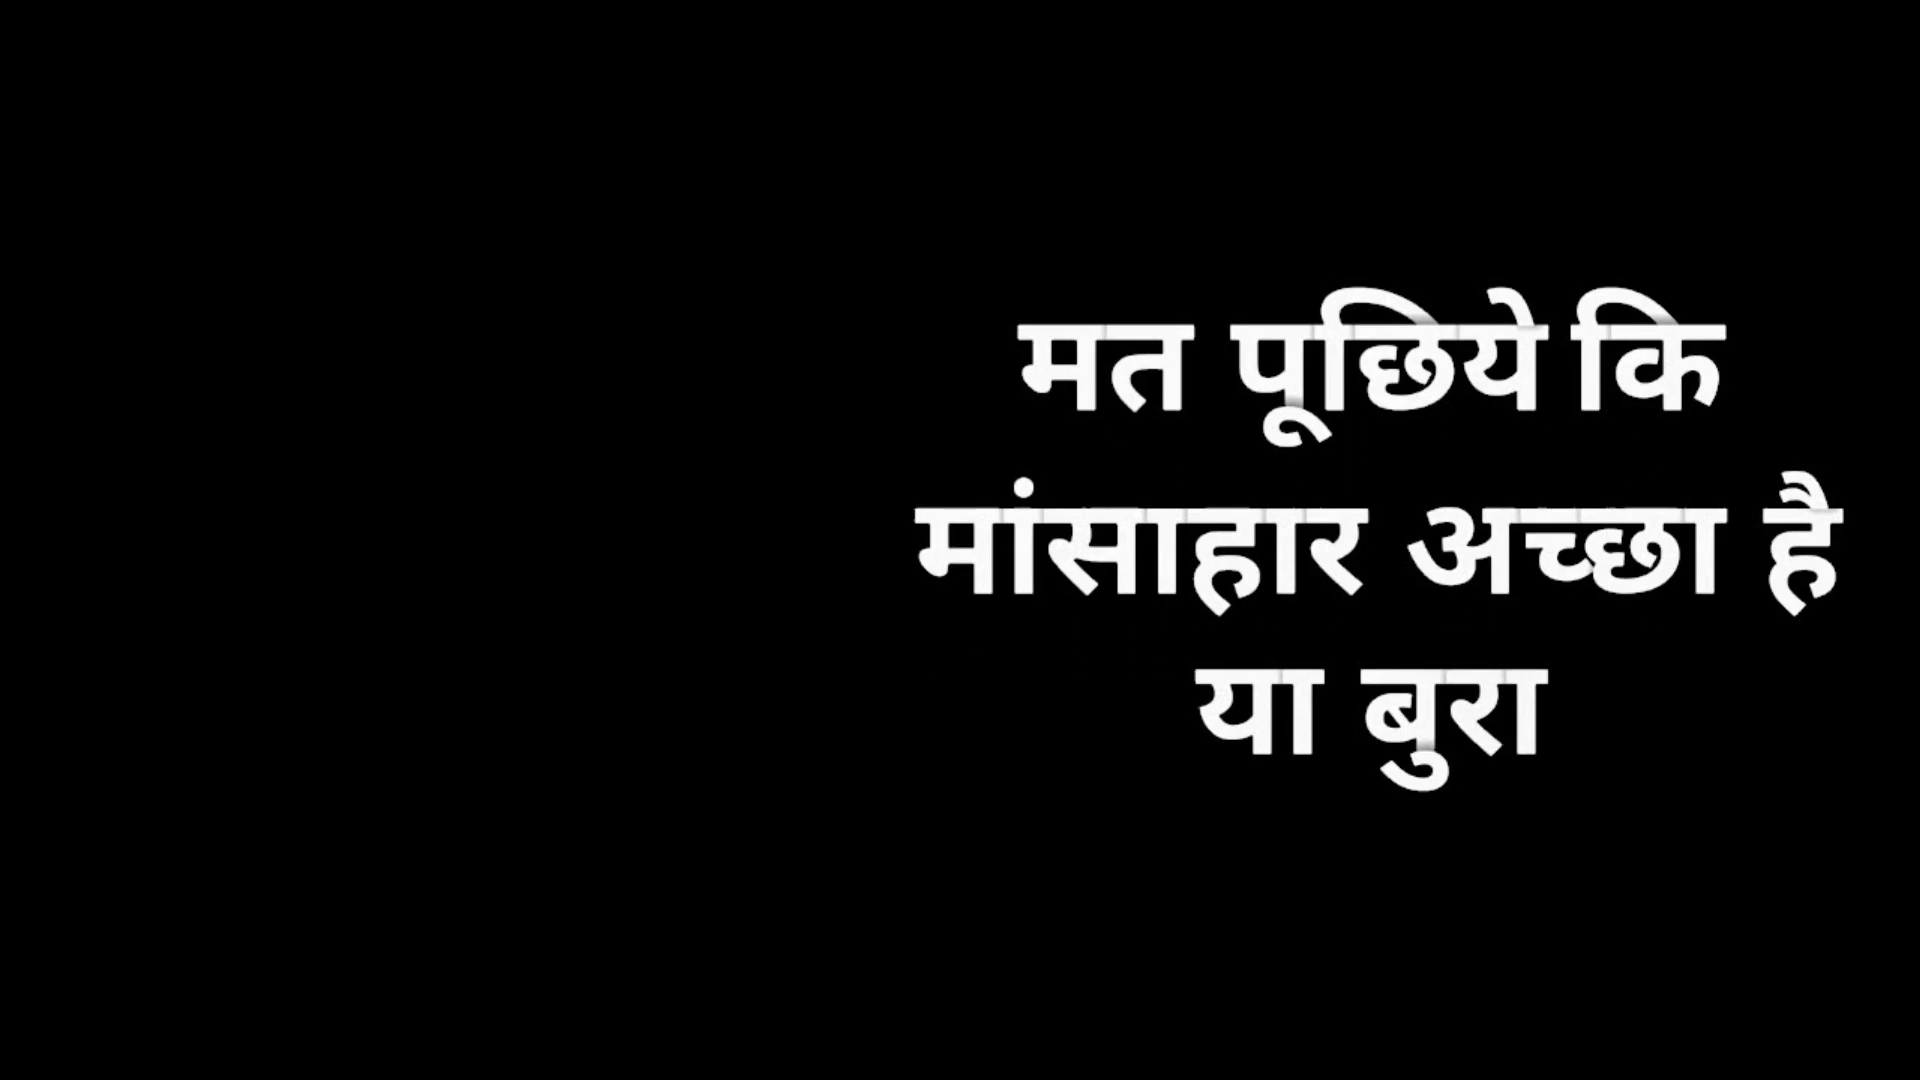 मत पूछिये कि
मांसाहार अच्छा है
या बुरा